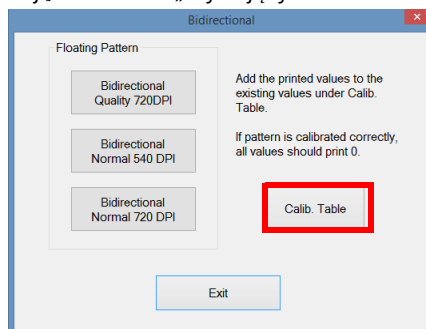 Bidirectional
Floating Pattern
Bidirectional
Quality 720DPI
Bidirectional
Normal 540 DPI
Bidirectional
Normal 720 DPI
Add the printed values to the
existing values under Calib.
Table.
If pattern is calibrated correctly,
all values should print 0.
Calib. Table
Exit